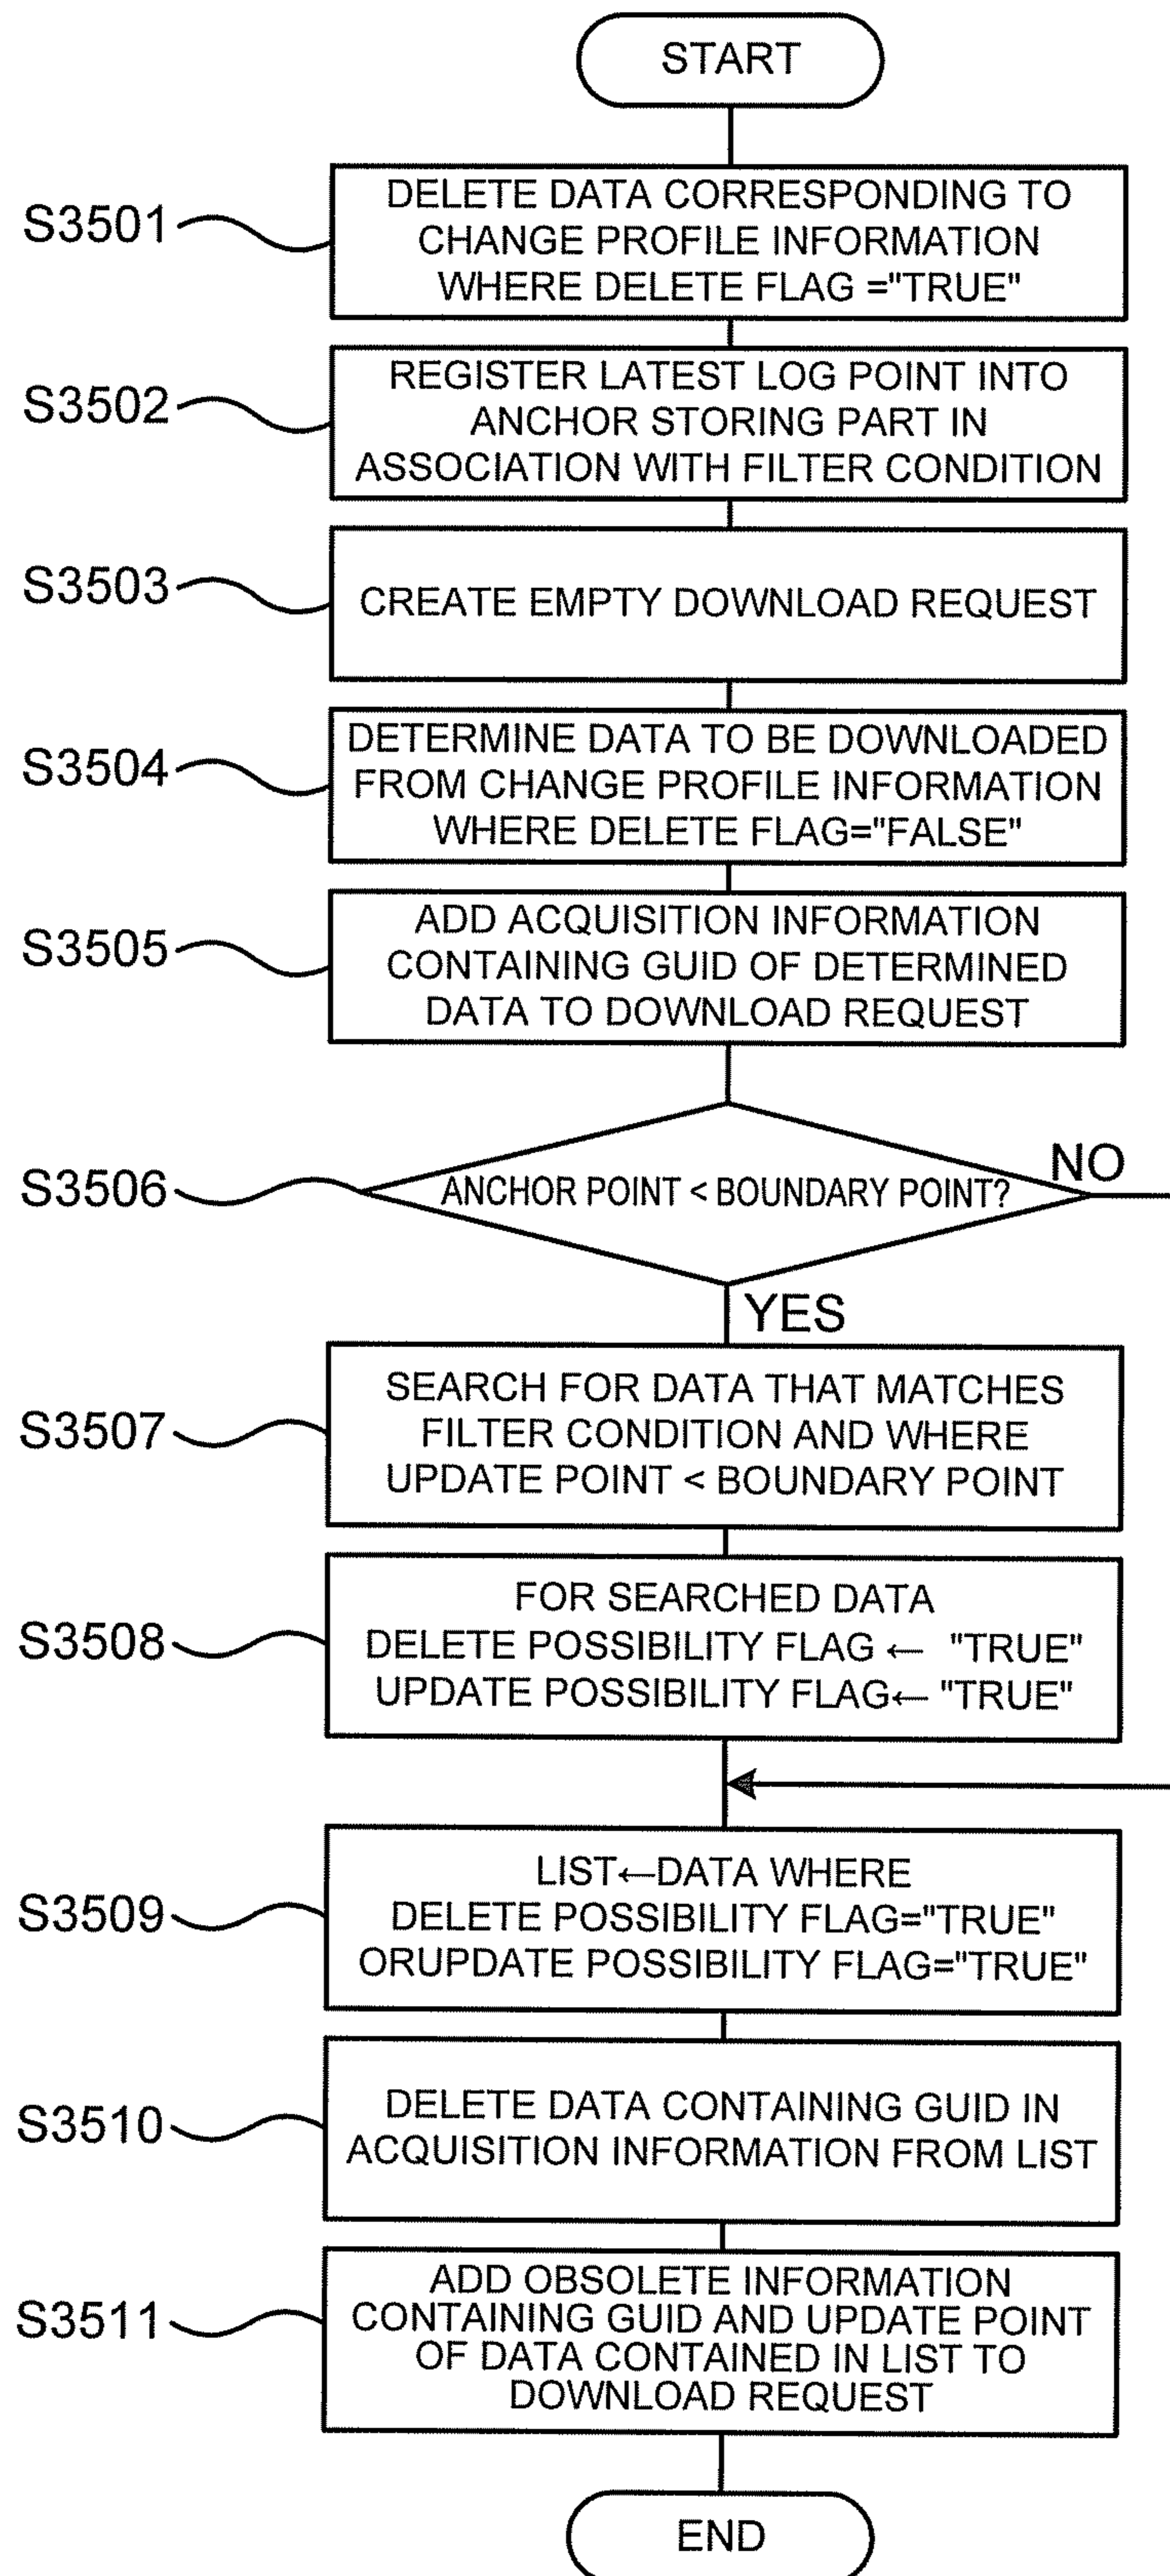 START
S3501
DELETE DATA CORRESPONDING TO
CHANGE PROFILE INFORMATION
WHERE DELETE FLAG ="TRUE"
S3502
REGISTER LATEST LOG POINT INTO
ANCHOR STORING PART IN
ASSOCIATION WITH FILTER CONDITION
S3503
CREATE EMPTY DOWNLOAD REQUEST
S3504
DETERMINE DATA TO BE DOWNLOADED
FROM CHANGE PROFILE INFORMATION
WHERE DELETE FLAG="FALSE"
S3505
ADD ACQUISITION INFORMATION
CONTAINING GUID OF DETERMINED
DATA TO DOWNLOAD REQUEST
S3506
ANCHOR POINT < BOUNDARY POINT?
NO
YES
S3507
SEARCH FOR DATA THAT MATCHES
FILTER CONDITION AND WHERE
UPDATE POINT < BOUNDARY POINT
S3508
FOR SEARCHED DATA
DELETE POSSIBILITY FLAG ← "TRUE"
UPDATE POSSIBILITY FLAG← "TRUE"
S3509
LIST←DATA WHERE
DELETE POSSIBILITY FLAG="TRUE"
ORUPDATE POSSIBILITY FLAG="TRUE"
S3510
DELETE DATA CONTAINING GUID IN
ACQUISITION INFORMATION FROM LIST
S3511
ADD OBSOLETE INFORMATION
CONTAINING GUID AND UPDATE POINT
OF DATA CONTAINED IN LIST TO
DOWNLOAD REQUEST
END